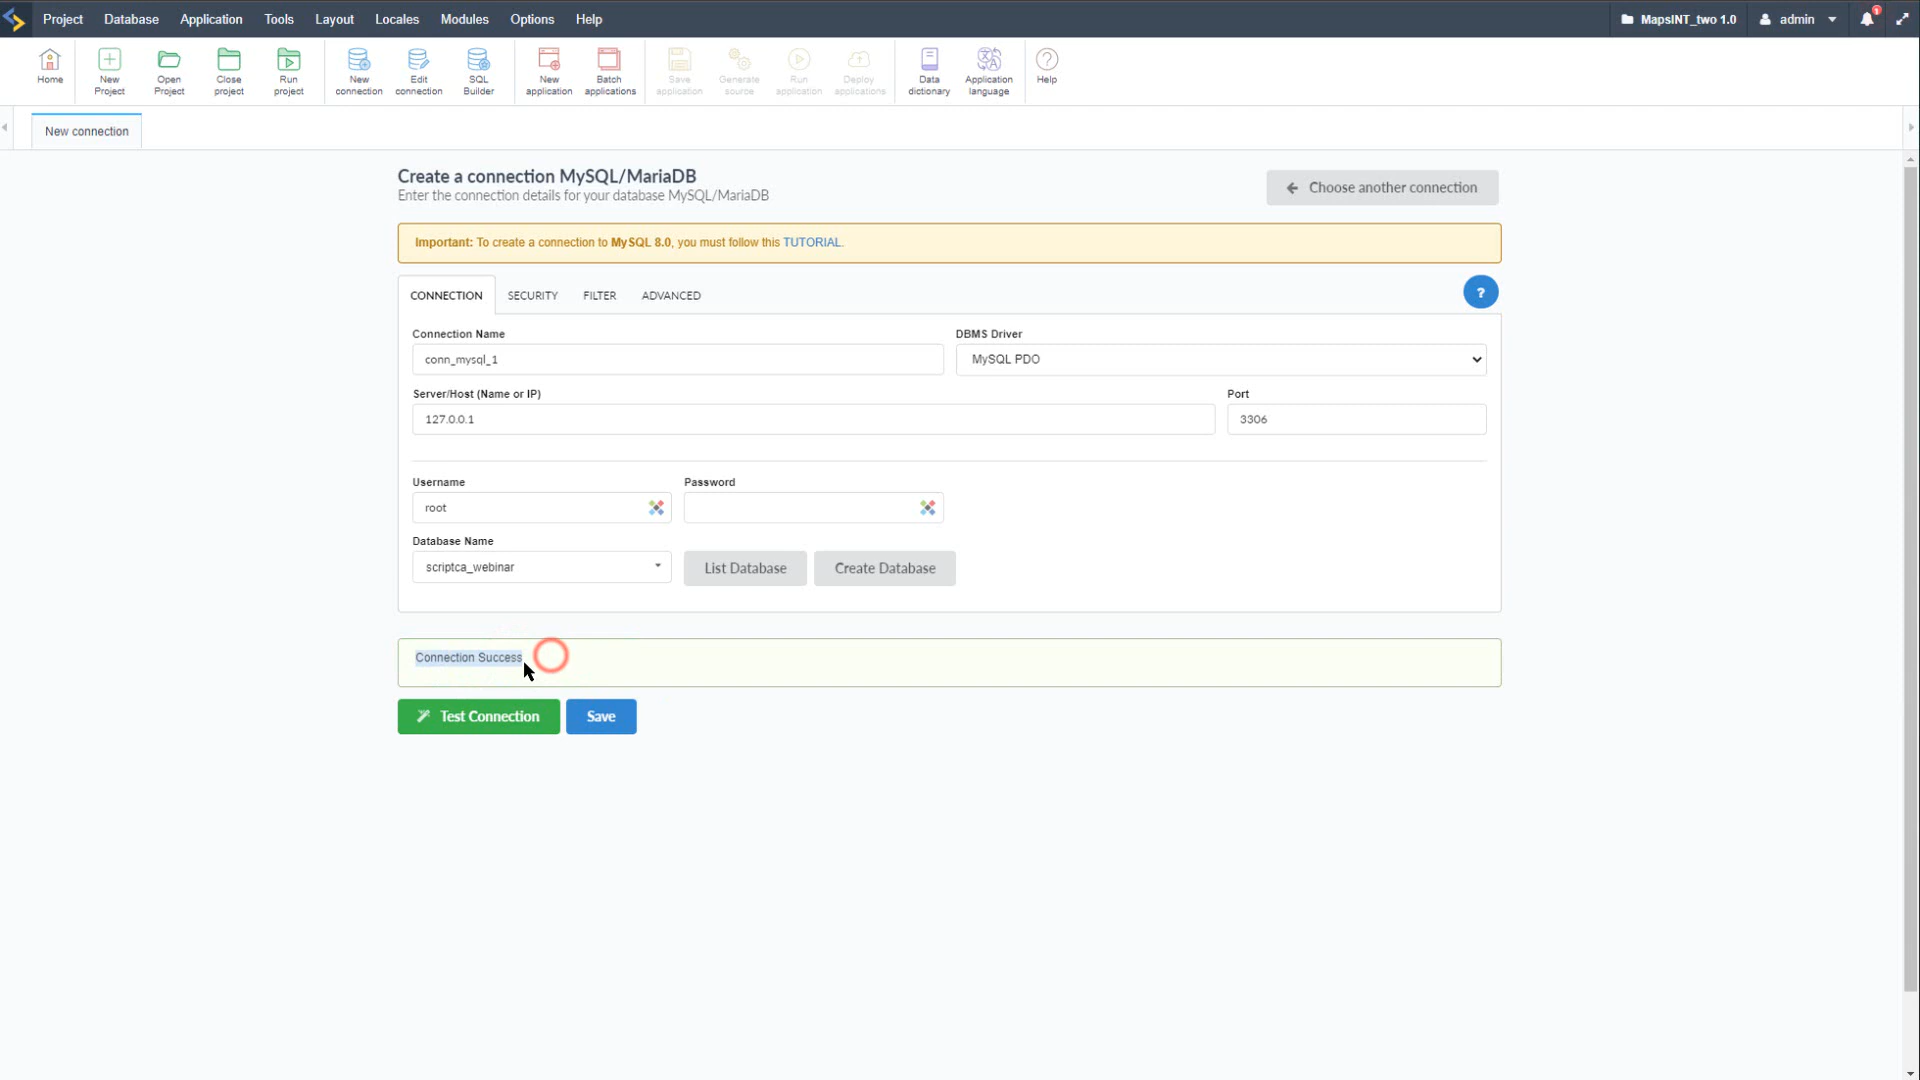 Project Database Application Tools Layout Locales Modules Options Help MapsINT_two 1.0 admin 1
Home New Project Open Project Close project Run project New connection Edit connection SQL Builder New application Batch applications Save application Generate source Run application Deploy applications Data dictionary Application language Help
New connection
Create a connection MySQL/MariaDB
Enter the connection details for your database MySQL/MariaDB
Choose another connection
Important: To create a connection to MySQL 8.0, you must follow this TUTORIAL.
CONNECTION SECURITY FILTER ADVANCED ?
Connection Name DBMS Driver
conn_mysql_1 MySQL PDO
Server/Host (Name or IP) Port
127.0.0.1 3306
Username Password
root
Database Name
scriptca_webinar List Database Create Database
Connection Success
Test Connection Save